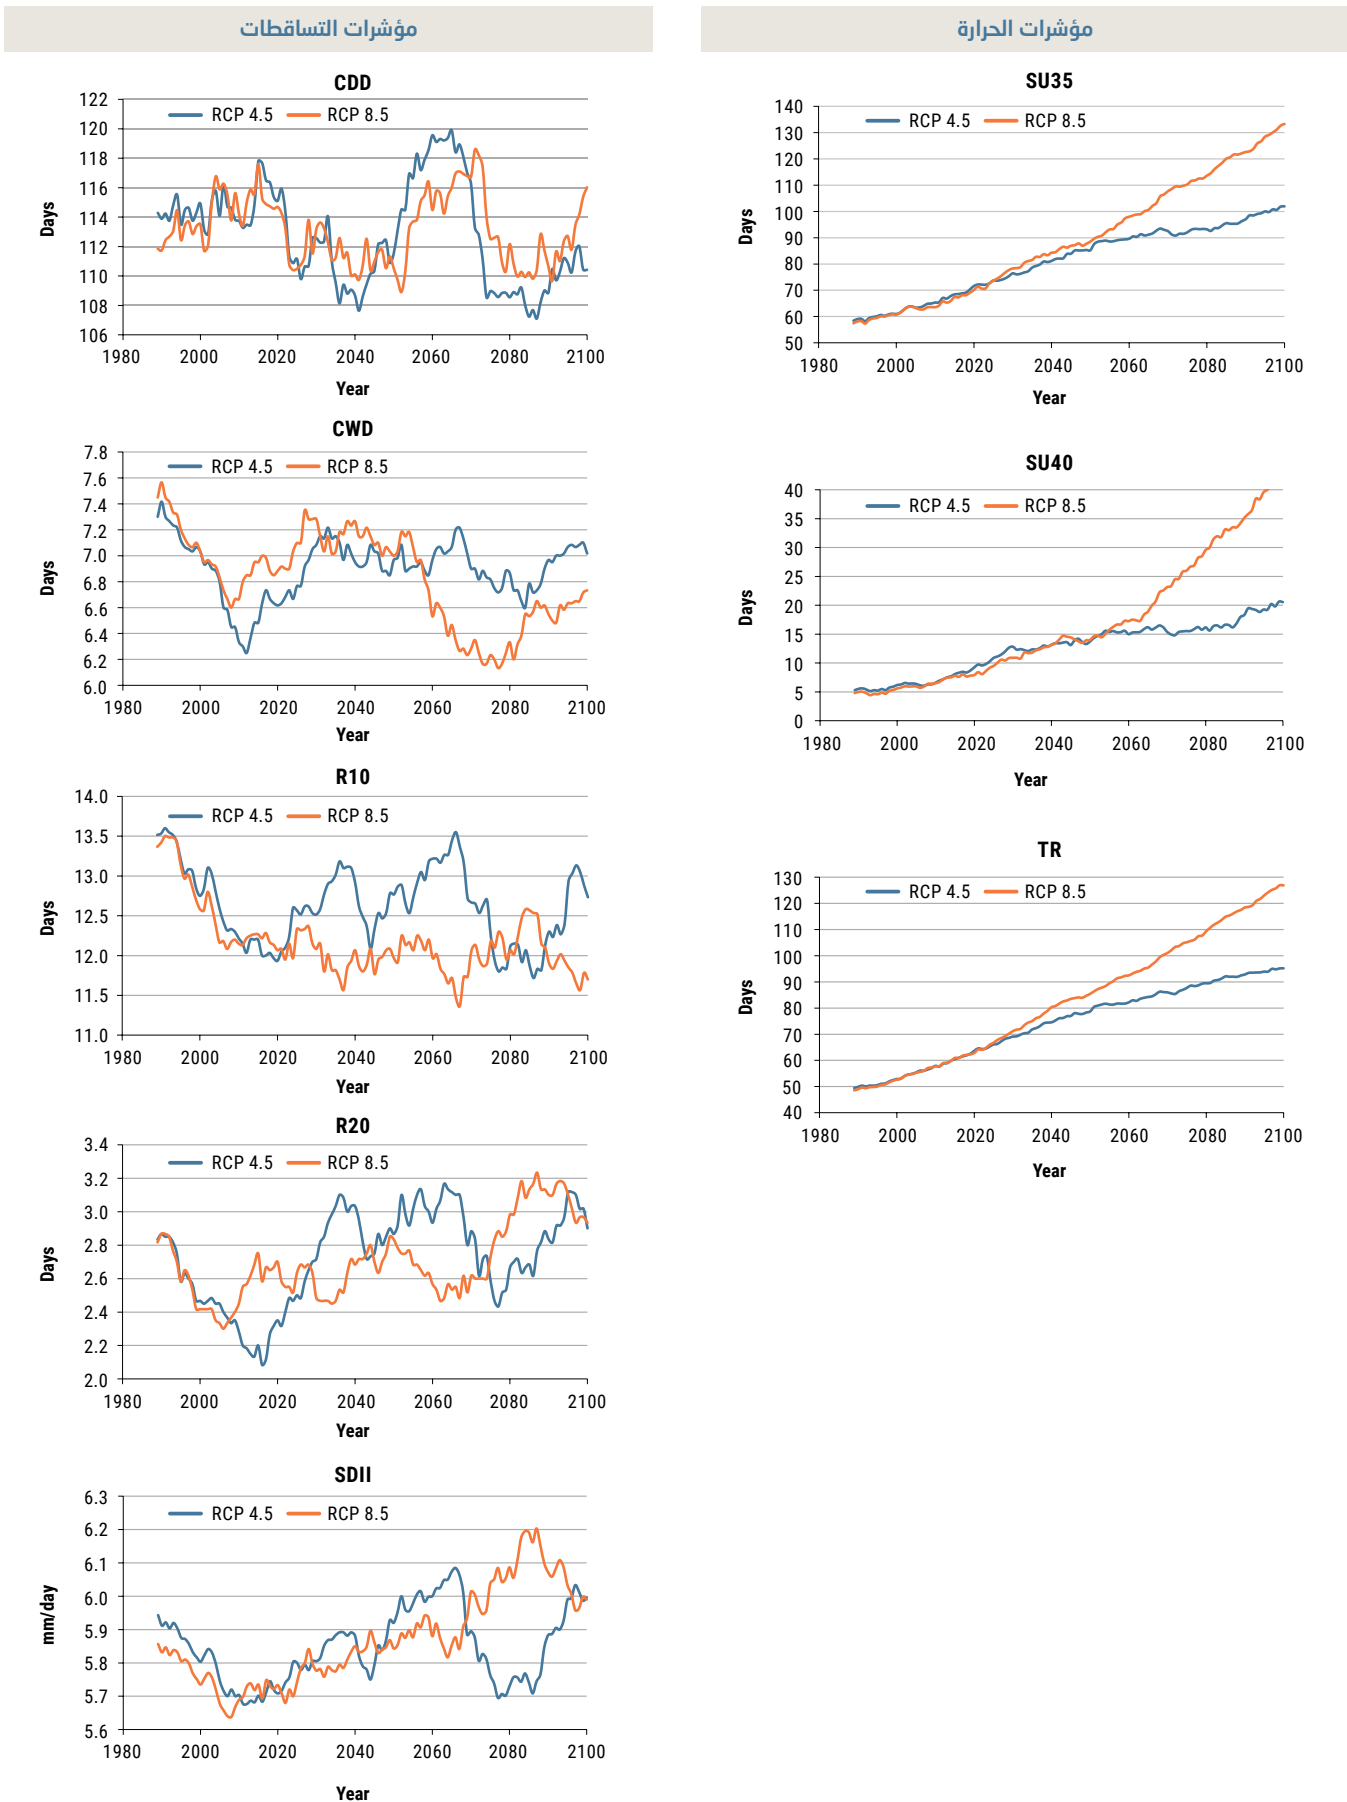 مؤشرات الحرارة
SU35
RCP 4.5 RCP 8.5
Days
140
130
120
110
100
90
80
70
60
50
1980 2000 2020 2040 2060 2080 2100
Year
SU40
RCP 4.5 RCP 8.5
Days
40
35
30
25
20
15
10
5
0
1980 2000 2020 2040 2060 2080 2100
Year
TR
RCP 4.5 RCP 8.5
Days
130
120
110
100
90
80
70
60
50
40
1980 2000 2020 2040 2060 2080 2100
Year
مؤشرات التساقطات
CDD
RCP 4.5 RCP 8.5
Days
122
120
118
116
114
112
110
108
106
1980 2000 2020 2040 2060 2080 2100
Year
CWD
RCP 4.5 RCP 8.5
Days
7.8
7.6
7.4
7.2
7.0
6.8
6.6
6.4
6.2
6.0
1980 2000 2020 2040 2060 2080 2100
Year
R10
RCP 4.5 RCP 8.5
Days
14.0
13.5
13.0
12.5
12.0
11.5
11.0
1980 2000 2020 2040 2060 2080 2100
Year
R20
RCP 4.5 RCP 8.5
Days
3.4
3.2
3.0
2.8
2.6
2.4
2.2
2.0
1980 2000 2020 2040 2060 2080 2100
Year
SDII
RCP 4.5 RCP 8.5
mm/day
6.3
6.2
6.1
6.0
5.9
5.8
5.7
5.6
1980 2000 2020 2040 2060 2080 2100
Year